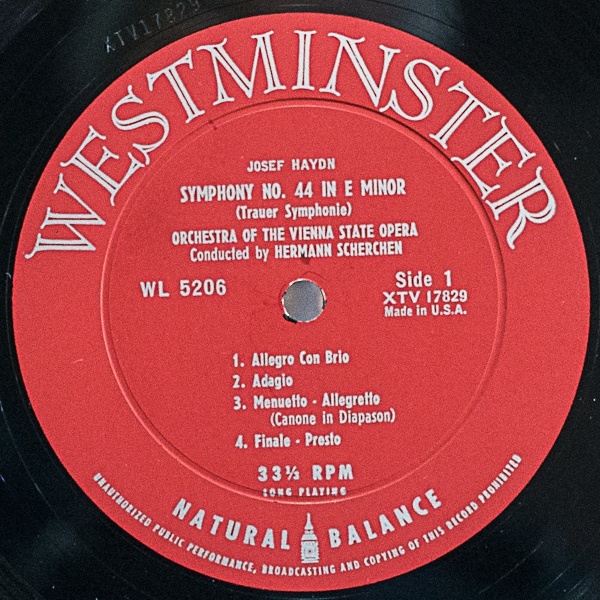 XTV17829
WESTMINSTER
JOSEF HAYDN
SYMPHONY NO. 44 IN E MINOR
(Trauer Symphonie)
ORCHESTRA OF THE VIENNA STATE OPERA
Conducted by HERMANN SCHERCHEN
WL 5206
Side 1
XTV 17829
Made in U.S.A.
1. Allegro Con Brio
2. Adagio
3. Menuetto - Allegretto
(Canone in Diapason)
4. Finale - Presto
33⅓ RPM
LONG PLAYING
NATURAL BALANCE
UNAUTHORIZED PUBLIC PERFORMANCE, BROADCASTING AND COPYING OF THIS RECORD PROHIBITED